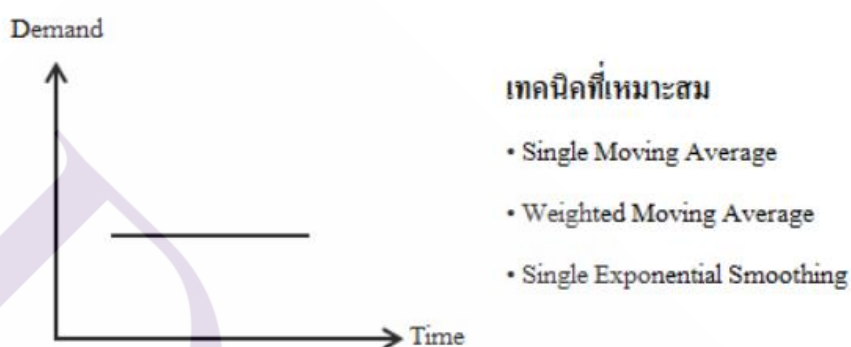 Demand
เทคนิคที่เหมาะสม
• Single Moving Average
• Weighted Moving Average
• Single Exponential Smoothing
Time